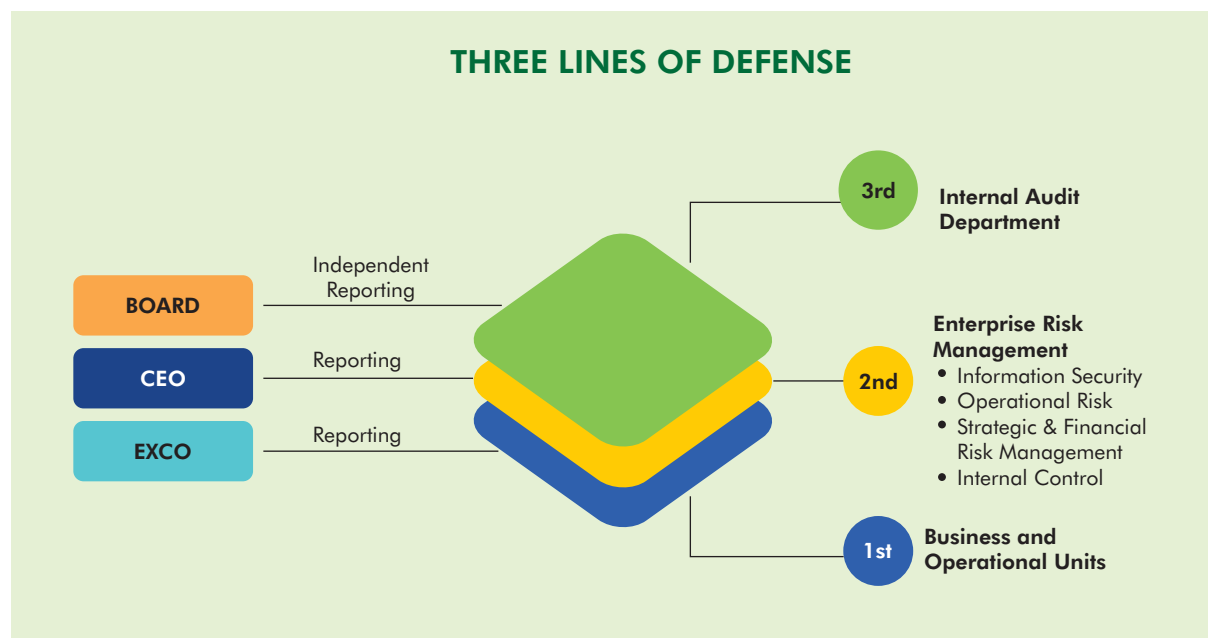 THREE LINES OF DEFENSE
BOARD
Independent
Reporting
CEO
Reporting
EXCO
Reporting
3rd
Internal Audit
Department
2nd
Enterprise Risk
Management
• Information Security
• Operational Risk
• Strategic & Financial
Risk Management
• Internal Control
1st
Business and
Operational Units